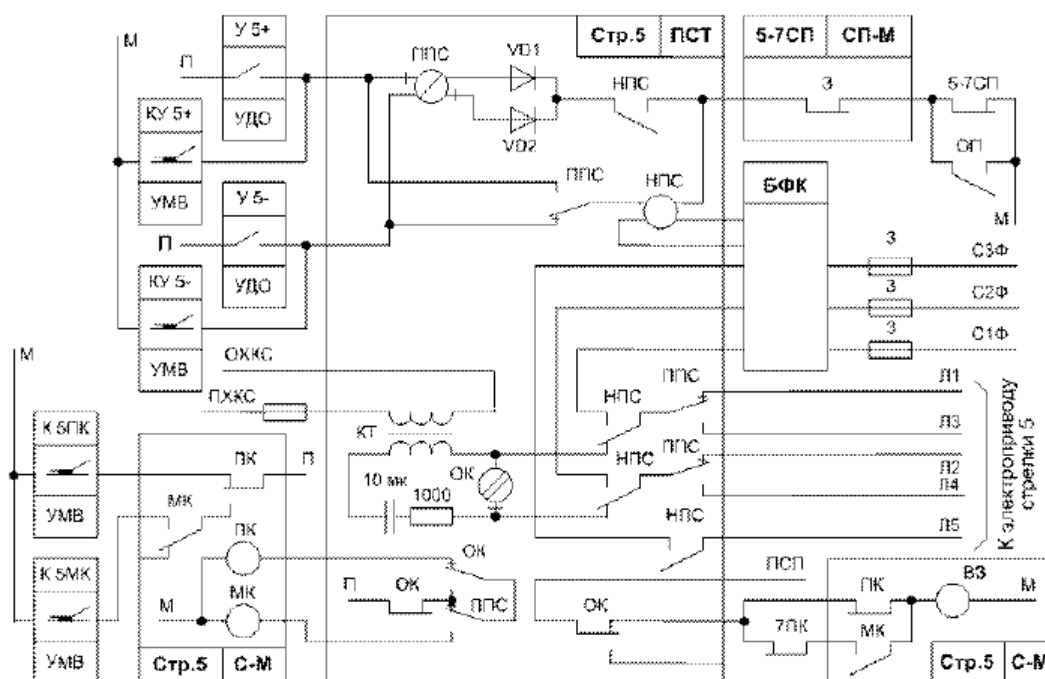 М
У 5+
П
УДО
КУ 5+
УМВ
У 5-
П
УДО
КУ 5-
УМВ
Стр.5
ПСТ
ППС
VD1
VD2
НПС
ППС
НПС
5-7СП
СП-М
З
5-7СП
ОП
М
БФК
З
С3Ф
З
С2Ф
З
С1Ф
ОХКС
ПХКС
КТ
ОК
10 мк
1000
НПС
ППС
НПС
ППС
НПС
Л1
Л3
Л2
Л4
Л5
К электроприводу
стрелки 5
М
К 5ПК
УМВ
К 5МК
УМВ
ПК
П
МК
ПК
МК
М
Стр.5
С-М
ОК
П
ОК
ППС
ОК
ПСП
ПК
ВЗ
М
7ПК
МК
Стр.5
С-М